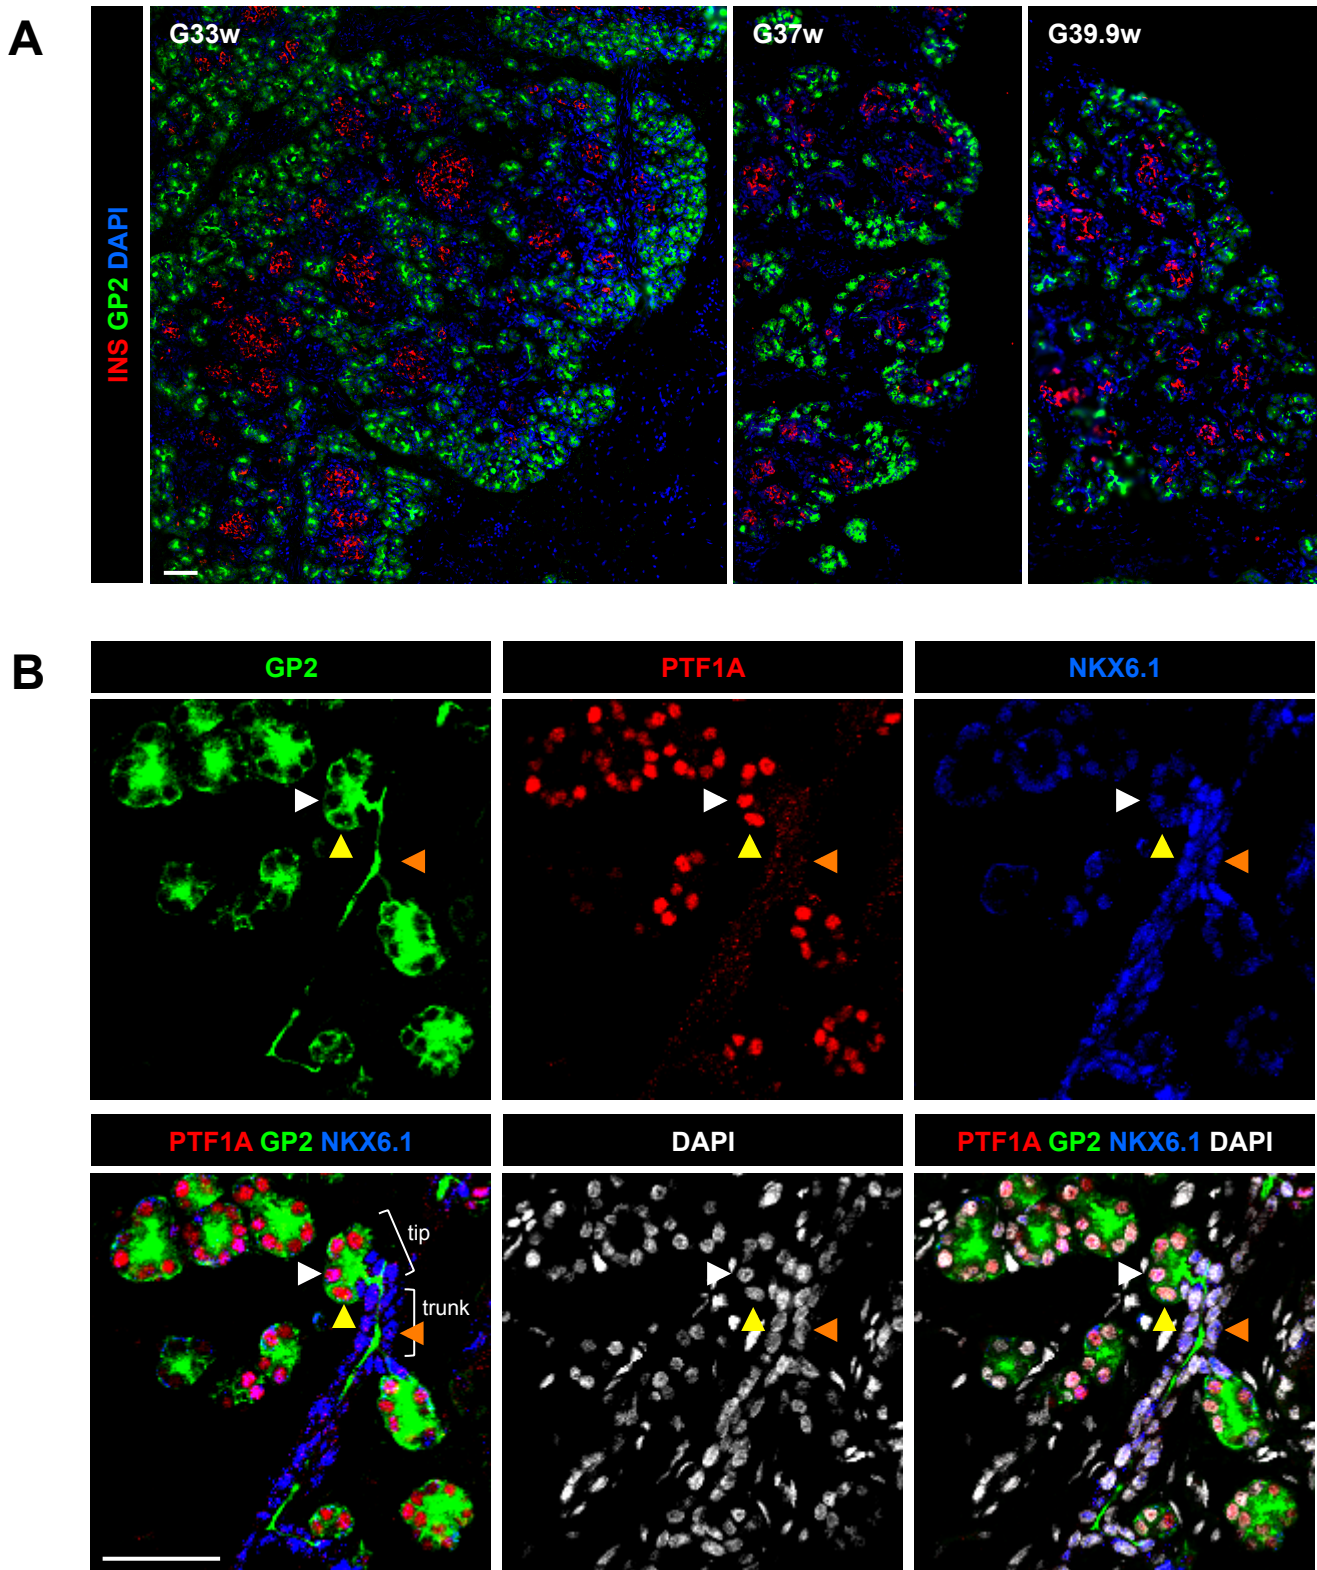 A
G33w
G37w
G39.9w
INS GP2 DAPI
B
GP2
PTF1A
NKX6.1
PTF1A GP2 NKX6.1
DAPI
PTF1A GP2 NKX6.1 DAPI
tip
trunk